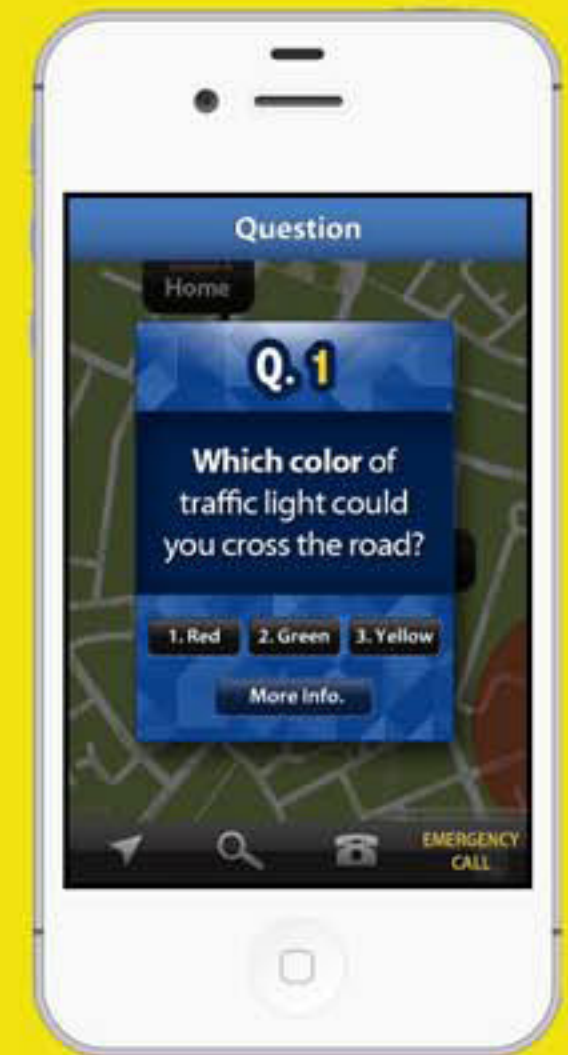 Question
Home
Q. 1
Which color of
traffic light could
you cross the road?
1. Red 2. Green 3. Yellow
More info.
EMERGENCY
CALL